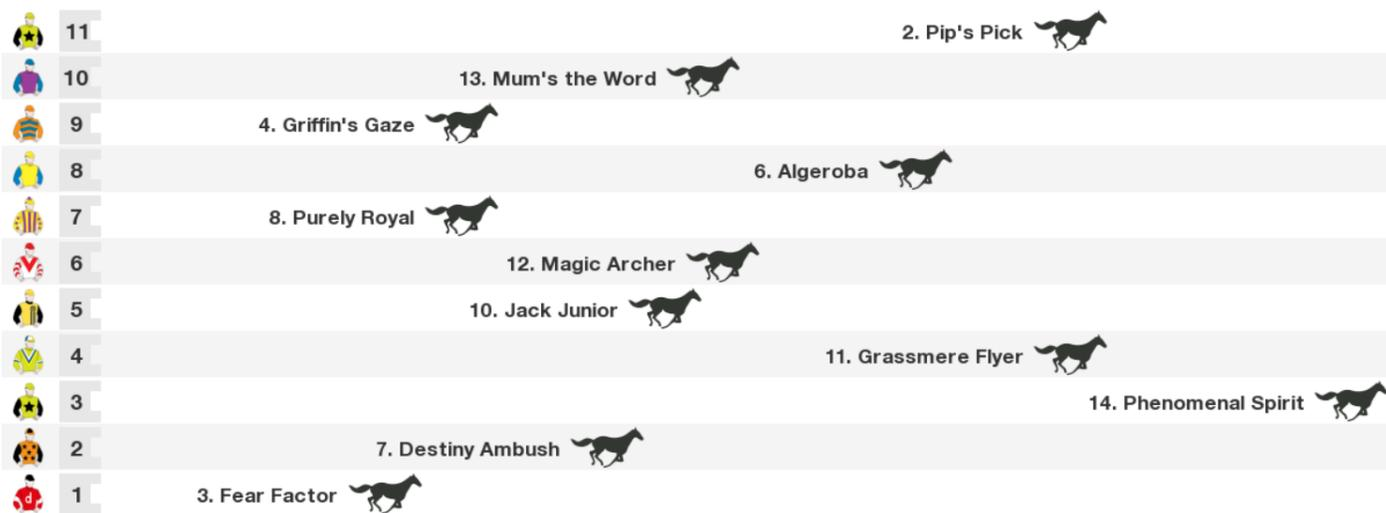 11 2. Pip's Pick
10 13. Mum's the Word
9 4. Griffin's Gaze
8 6. Algeroba
7 8. Purely Royal
6 12. Magic Archer
5 10. Jack Junior
4 11. Grassmere Flyer
3 14. Phenomenal Spirit
2 7. Destiny Ambush
d 1 3. Fear Factor